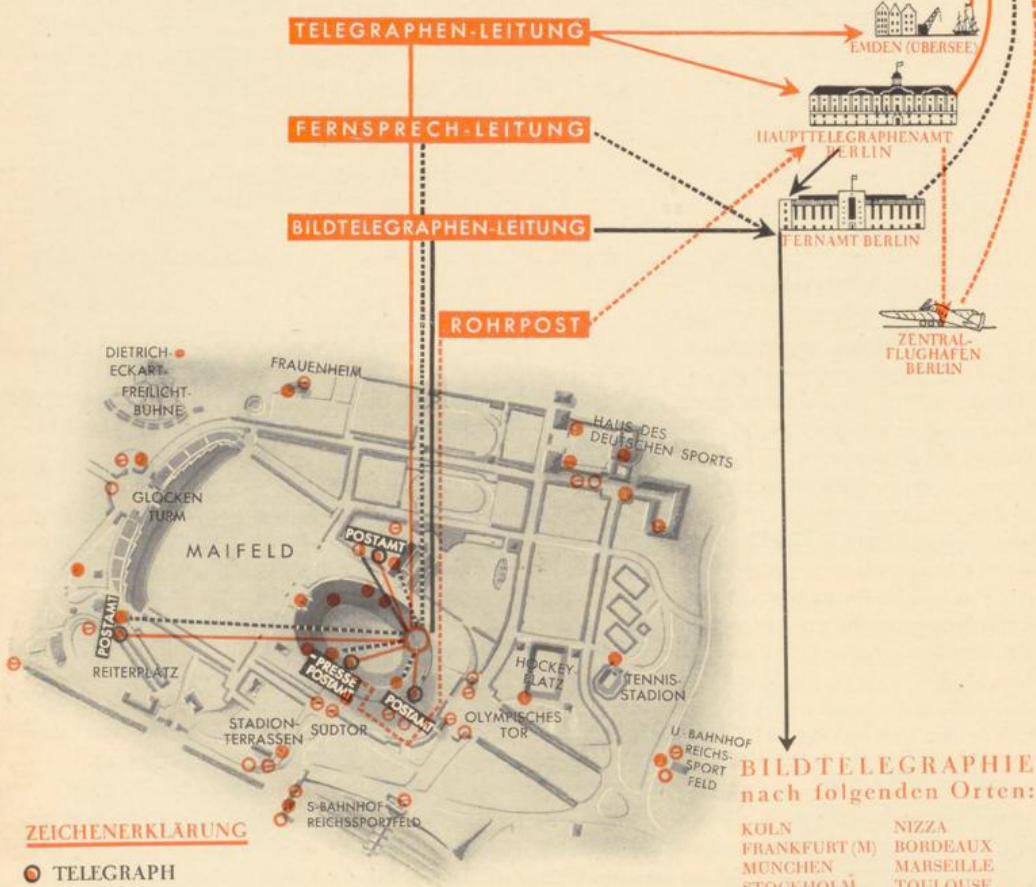 TELEGRAPHEN-LEITUNG
EMDEN (ÜBERSEE)
HAUPTTELEGRAPHENAMT
BERLIN
FERNSPRECH-LEITUNG
BILDTELEGRAPHEN-LEITUNG
FERNAMT BERLIN
ROHRPOST
ZENTRAL-
FLUGHAFEN
BERLIN
DIETRICH-
ECKART-
FREILICHT-
BÜHNE
FRAUENHEIM
HAUS DES
DEUTSCHEN SPORTS
GLOCKEN
TURM
MAIFELD
POSTAMT
POSTAMT
REITERPLATZ
-PRESSE
POSTAMT
POSTAMT
HOCKEY-
PLATZ
TENNIS-
STADION
STADION-
TERRASSEN
SÜDTOR
OLYMPISCHES
TOR
U-BAHNHOF
REICHS-
SPORT
FELD
S-BAHNHOF
REICHSSPORTFELD
BILDTELEGRAPHIE
nach folgenden Orten:
KÖLN NIZZA
FRANKFURT (M) BORDEAUX
MÜNCHEN MARSEILLE
STOCKHOLM TOULOUSE
ZEICHENERKLÄRUNG
TELEGRAPH